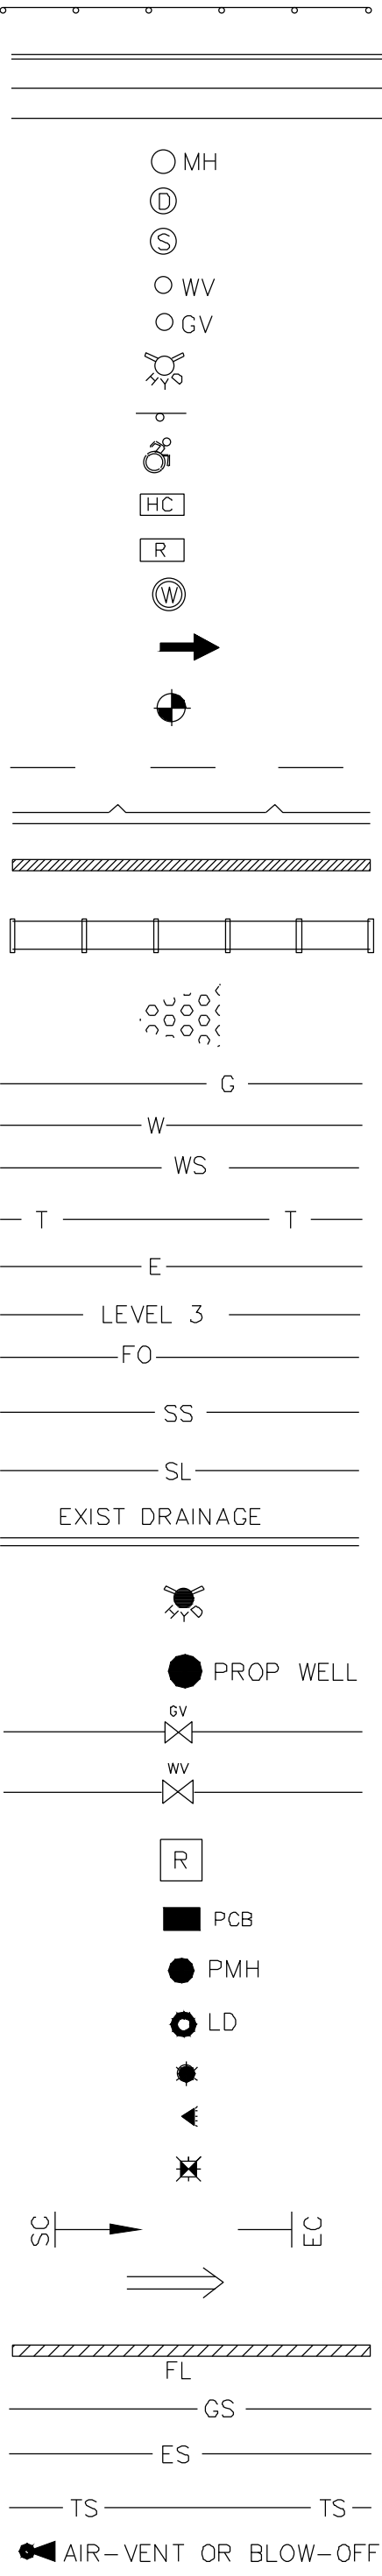 MH
D
S
WV
GV
HYD
HC
R
W
G
W
WS
T T
E
LEVEL 3
FO
SS
SL
EXIST DRAINAGE
HYD
PROP WELL
GV
WV
R
PCB
PMH
LD
SC EC
FL
GS
ES
TS TS
AIR-VENT OR BLOW-OFF